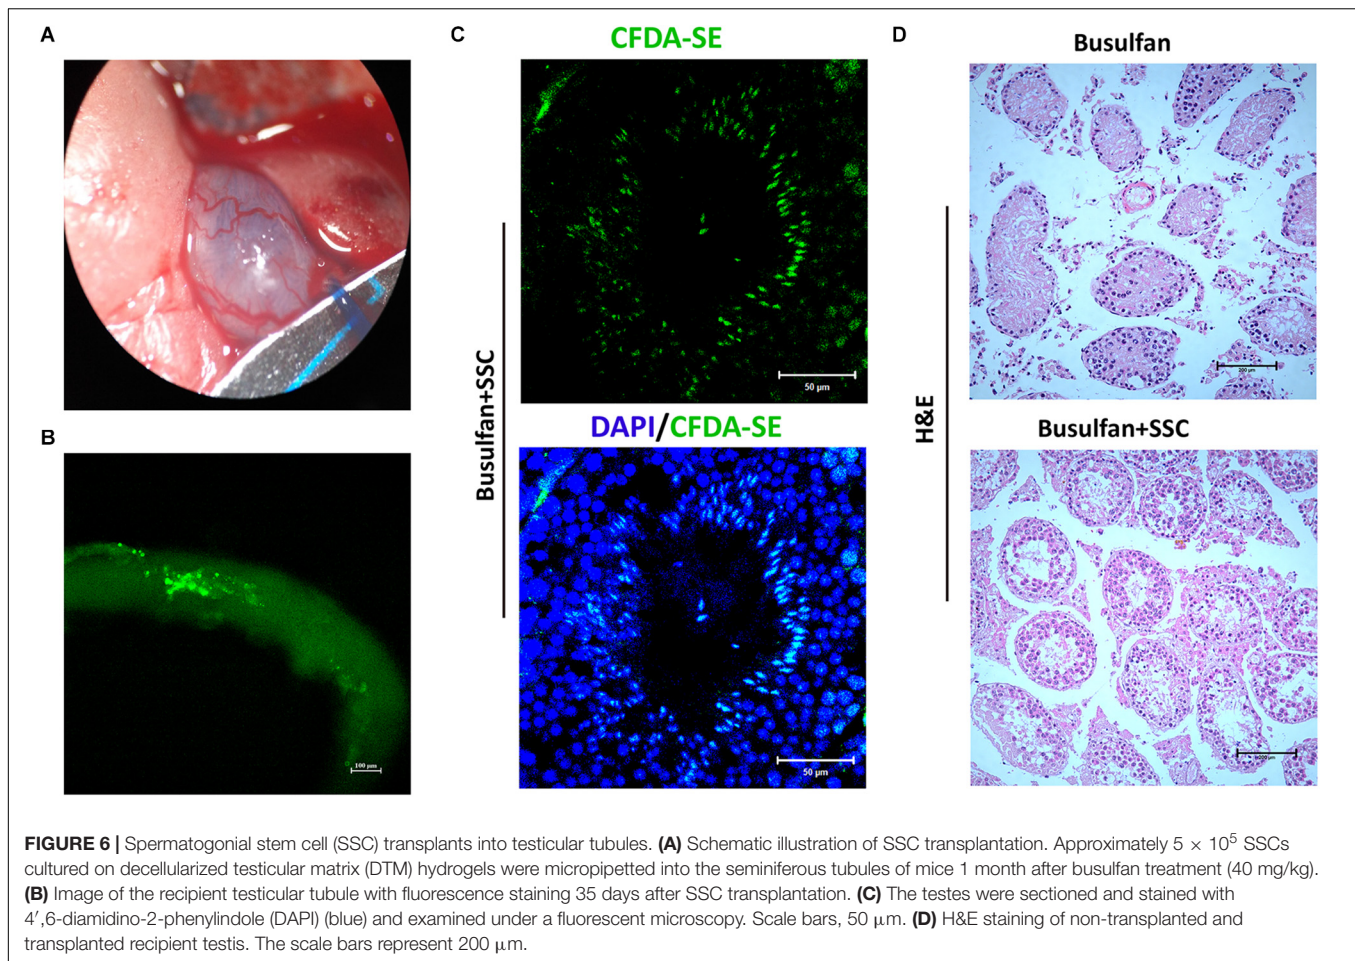 A
C
CFDA-SE
D
Busulfan
50 µm
200 µm
B
Busulfan+SSC
DAPI/CFDA-SE
H&E
Busulfan+SSC
100 µm
50 µm
FIGURE 6 | Spermatogonial stem cell (SSC) transplants into testicular tubules. (A) Schematic illustration of SSC transplantation. Approximately 5 × 10⁵ SSCs
cultured on decellularized testicular matrix (DTM) hydrogels were micropipetted into the seminiferous tubules of mice 1 month after busulfan treatment (40 mg/kg).
(B) Image of the recipient testicular tubule with fluorescence staining 35 days after SSC transplantation. (C) The testes were sectioned and stained with
4′,6-diamidino-2-phenylindole (DAPI) (blue) and examined under a fluorescent microscopy. Scale bars, 50 µm. (D) H&E staining of non-transplanted and
transplanted recipient testis. The scale bars represent 200 µm.